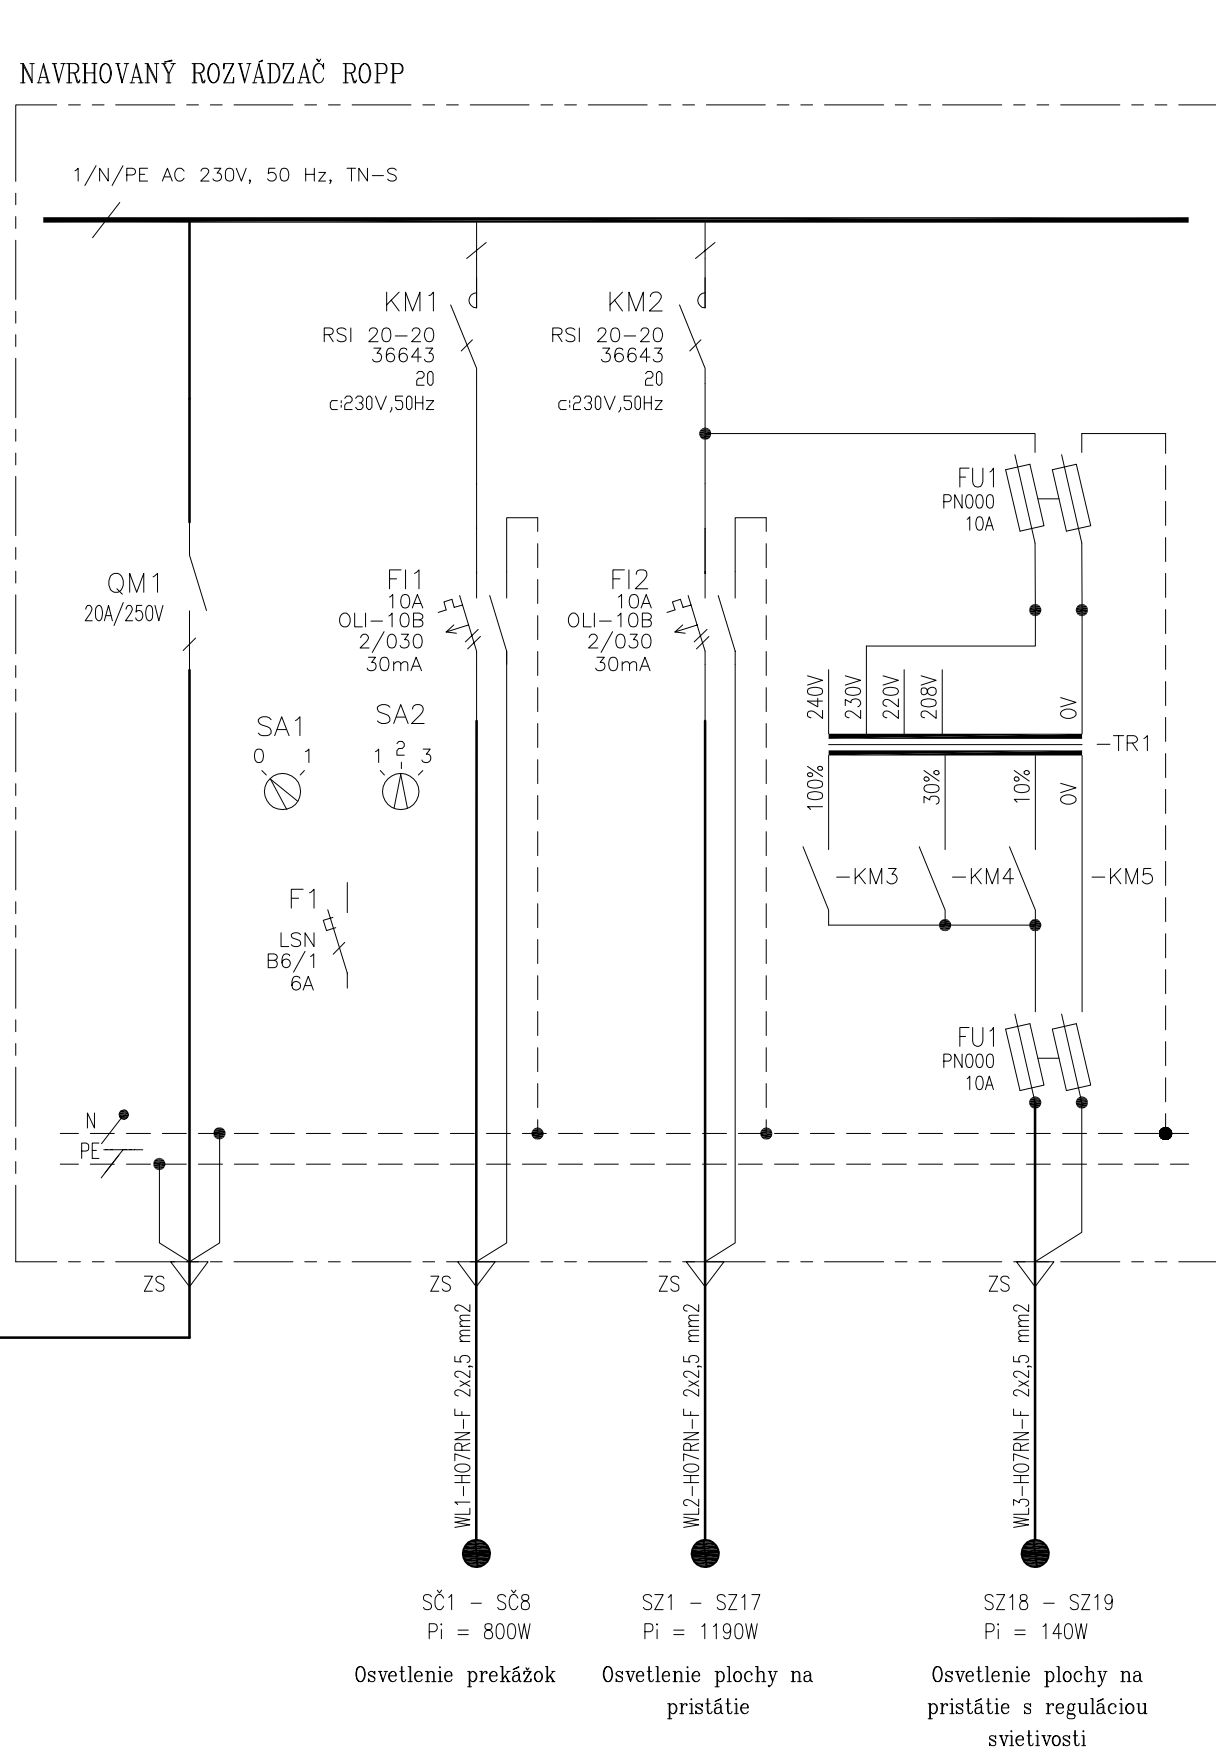 NAVRHOVANÝ ROZVÁDZAČ ROPP
1/N/PE AC 230V, 50 Hz, TN-S
KM1
RSI 20-20
36643
20
c:230V,50Hz
KM2
RSI 20-20
36643
20
c:230V,50Hz
FU1
PN000
10A
QM1
20A/250V
FI1
10A
OLI-10B
2/030
30mA
FI2
10A
OLI-10B
2/030
30mA
240V
230V
220V
208V
0V
-TR1
100%
30%
10%
0V
SA1
0 1
SA2
1 2 3
-KM3
-KM4
-KM5
F1
LSN
B6/1
6A
FU1
PN000
10A
N
PE
ZS
ZS
ZS
ZS
WL1-H07RN-F 2x2,5 mm2
WL2-H07RN-F 2x2,5 mm2
WL3-H07RN-F 2x2,5 mm2
SČ1 - SČ8
Pi = 800W
Osvetlenie prekážok
SZ1 - SZ17
Pi = 1190W
Osvetlenie plochy na
pristátie
SZ18 - SZ19
Pi = 140W
Osvetlenie plochy na
pristátie s reguláciou
svietivosti